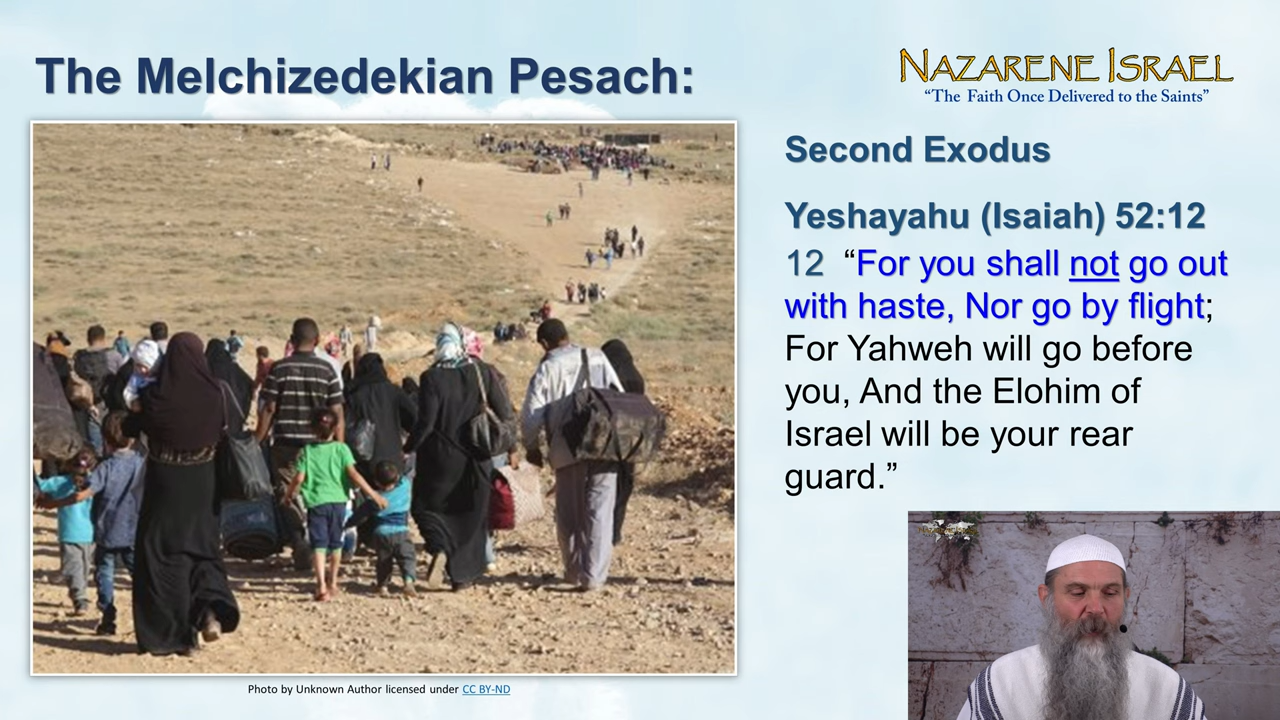 The Melchizedekian Pesach:
NAZARENE ISRAEL
“The Faith Once Delivered to the Saints”
Second Exodus
Yeshayahu (Isaiah) 52:12
12 “For you shall not go out
with haste, Nor go by flight;
For Yahweh will go before
you, And the Elohim of
Israel will be your rear
guard.”
Photo by Unknown Author licensed under CC BY-ND